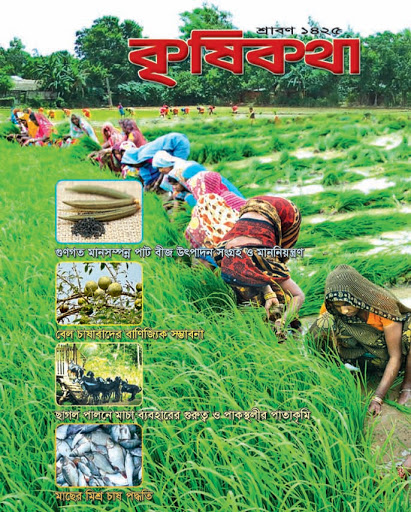 শ্রাবণ ১৪২৫
কৃষিকথা
গুণগত মানসম্পন্ন পাট বীজ উৎপাদন সংগ্রহ ও মাননিয়ন্ত্রণ
বেল চাষাবাদের বাণিজ্যিক সম্ভাবনা
ছাগল পালনে মাচা ব্যবহারের গুরুত্ব ও পাকস্থলীর পাতাকৃমি
মাছের মিশ্র চাষ পদ্ধতি